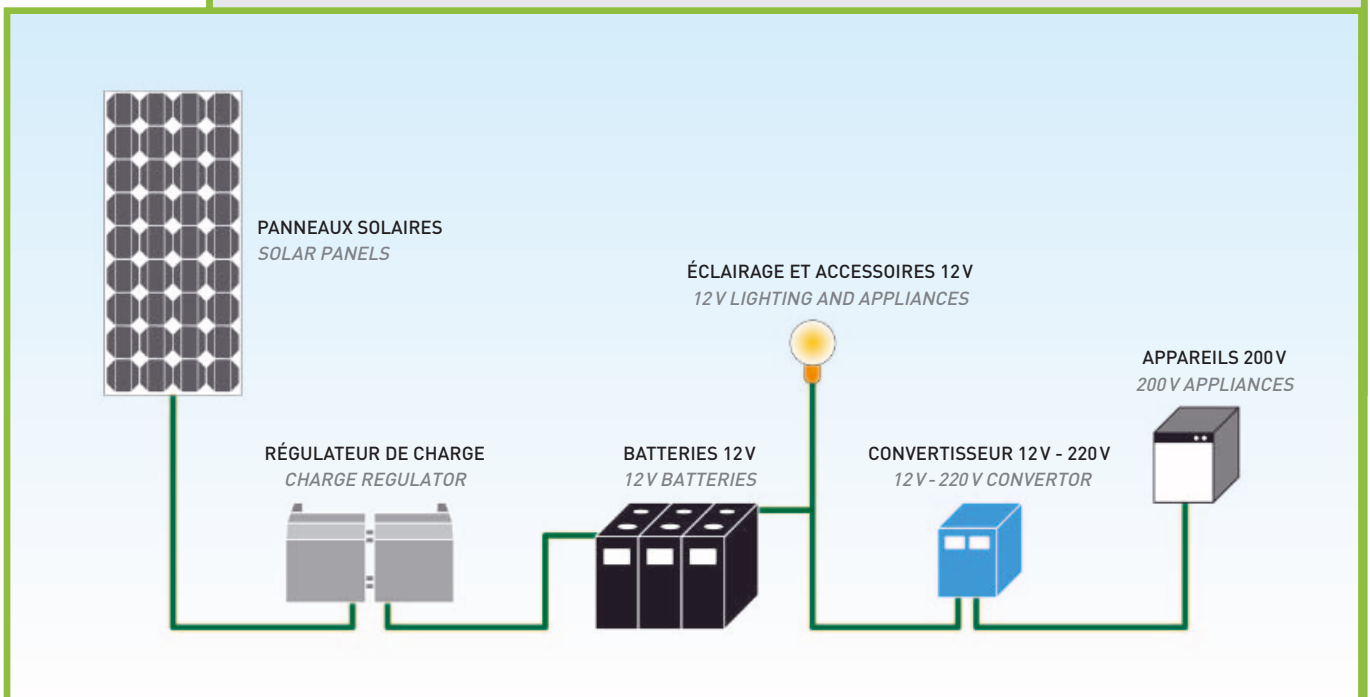 PANNEAUX SOLAIRES
SOLAR PANELS
ÉCLAIRAGE ET ACCESSOIRES 12 V
12 V LIGHTING AND APPLIANCES
APPAREILS 200 V
200 V APPLIANCES
RÉGULATEUR DE CHARGE
CHARGE REGULATOR
BATTERIES 12 V
12 V BATTERIES
CONVERTISSEUR 12 V - 220 V
12 V - 220 V CONVERTOR